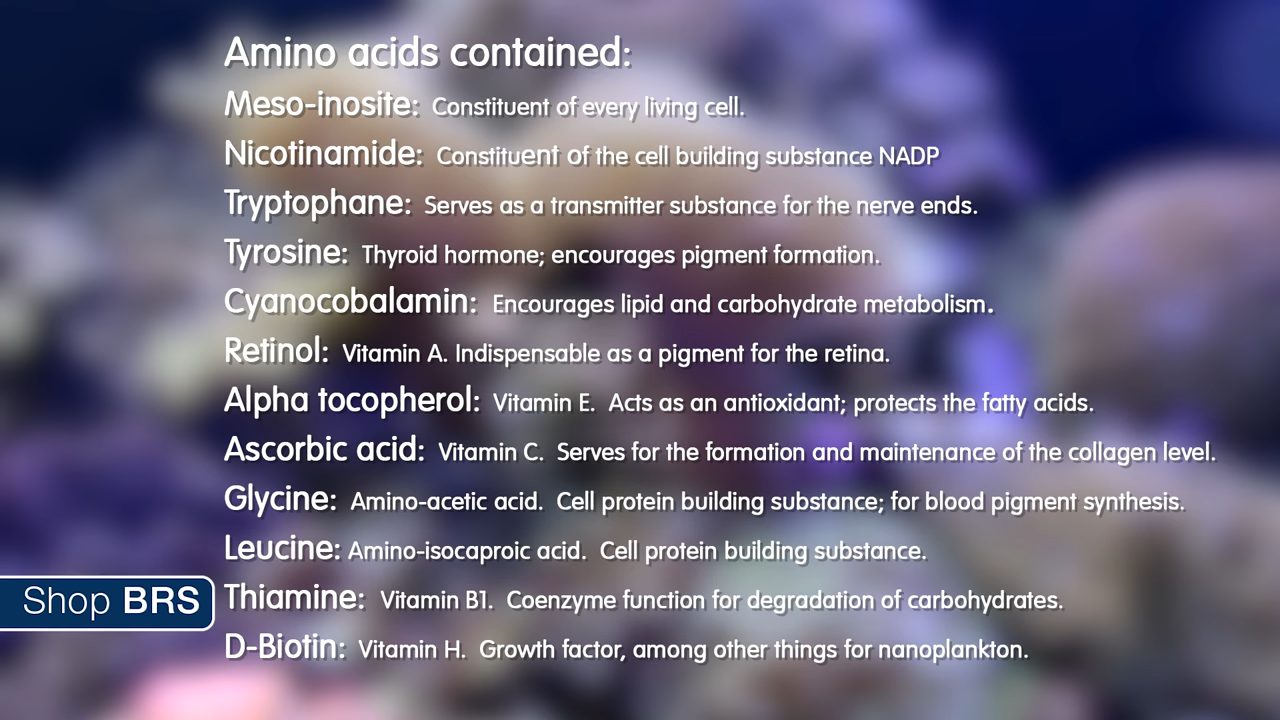 Amino acids contained:
Meso-inosite: Constituent of every living cell.
Nicotinamide: Constituent of the cell building substance NADP
Tryptophane: Serves as a transmitter substance for the nerve ends.
Tyrosine: Thyroid hormone; encourages pigment formation.
Cyanocobalamin: Encourages lipid and carbohydrate metabolism.
Retinol: Vitamin A. Indispensable as a pigment for the retina.
Alpha tocopherol: Vitamin E. Acts as an antioxidant; protects the fatty acids.
Ascorbic acid: Vitamin C. Serves for the formation and maintenance of the collagen level.
Glycine: Amino-acetic acid. Cell protein building substance; for blood pigment synthesis.
Leucine: Amino-isocaproic acid. Cell protein building substance.
Shop BRS
Thiamine: Vitamin B1. Coenzyme function for degradation of carbohydrates.
D-Biotin: Vitamin H. Growth factor, among other things for nanoplankton.